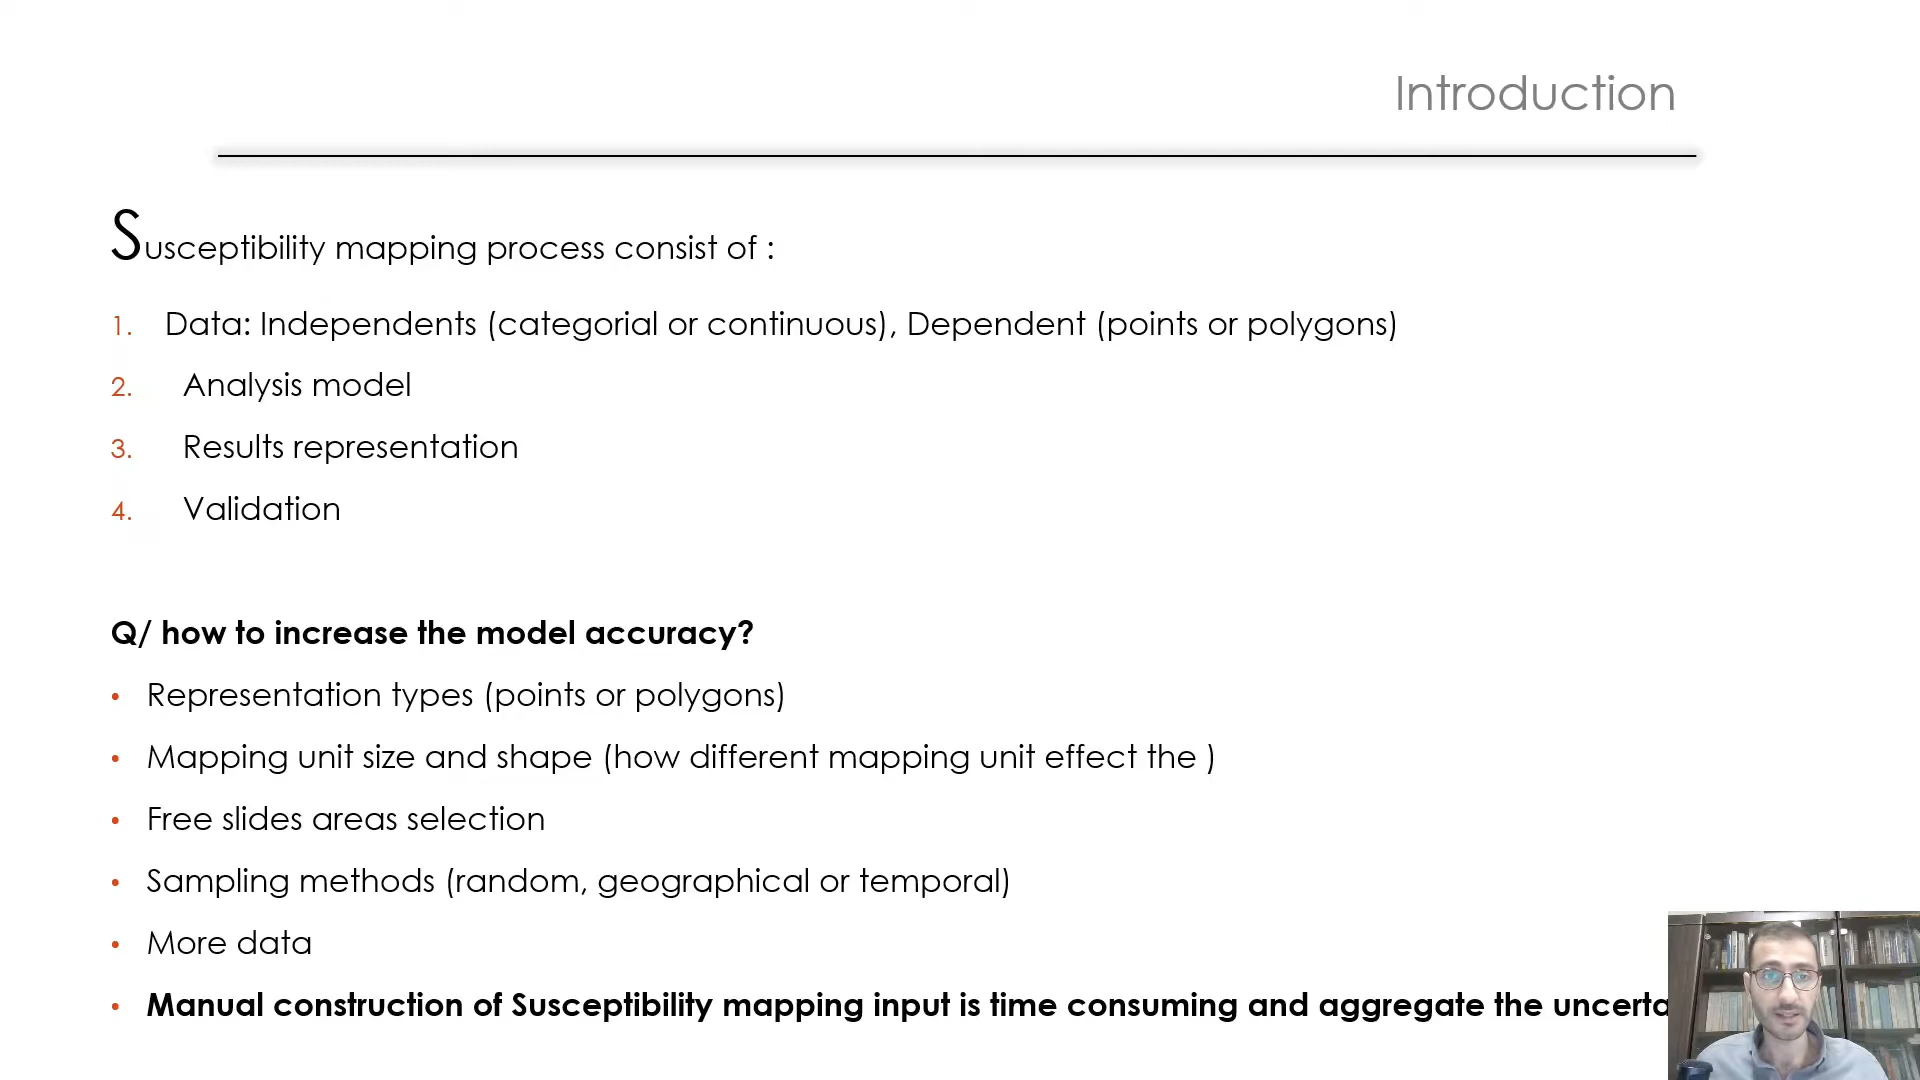 Introduction
Susceptibility mapping process consist of :
1. Data: Independents (categorial or continuous), Dependent (points or polygons)
2. Analysis model
3. Results representation
4. Validation
Q/ how to increase the model accuracy?
• Representation types (points or polygons)
• Mapping unit size and shape (how different mapping unit effect the )
• Free slides areas selection
• Sampling methods (random, geographical or temporal)
• More data
• Manual construction of Susceptibility mapping input is time consuming and aggregate the